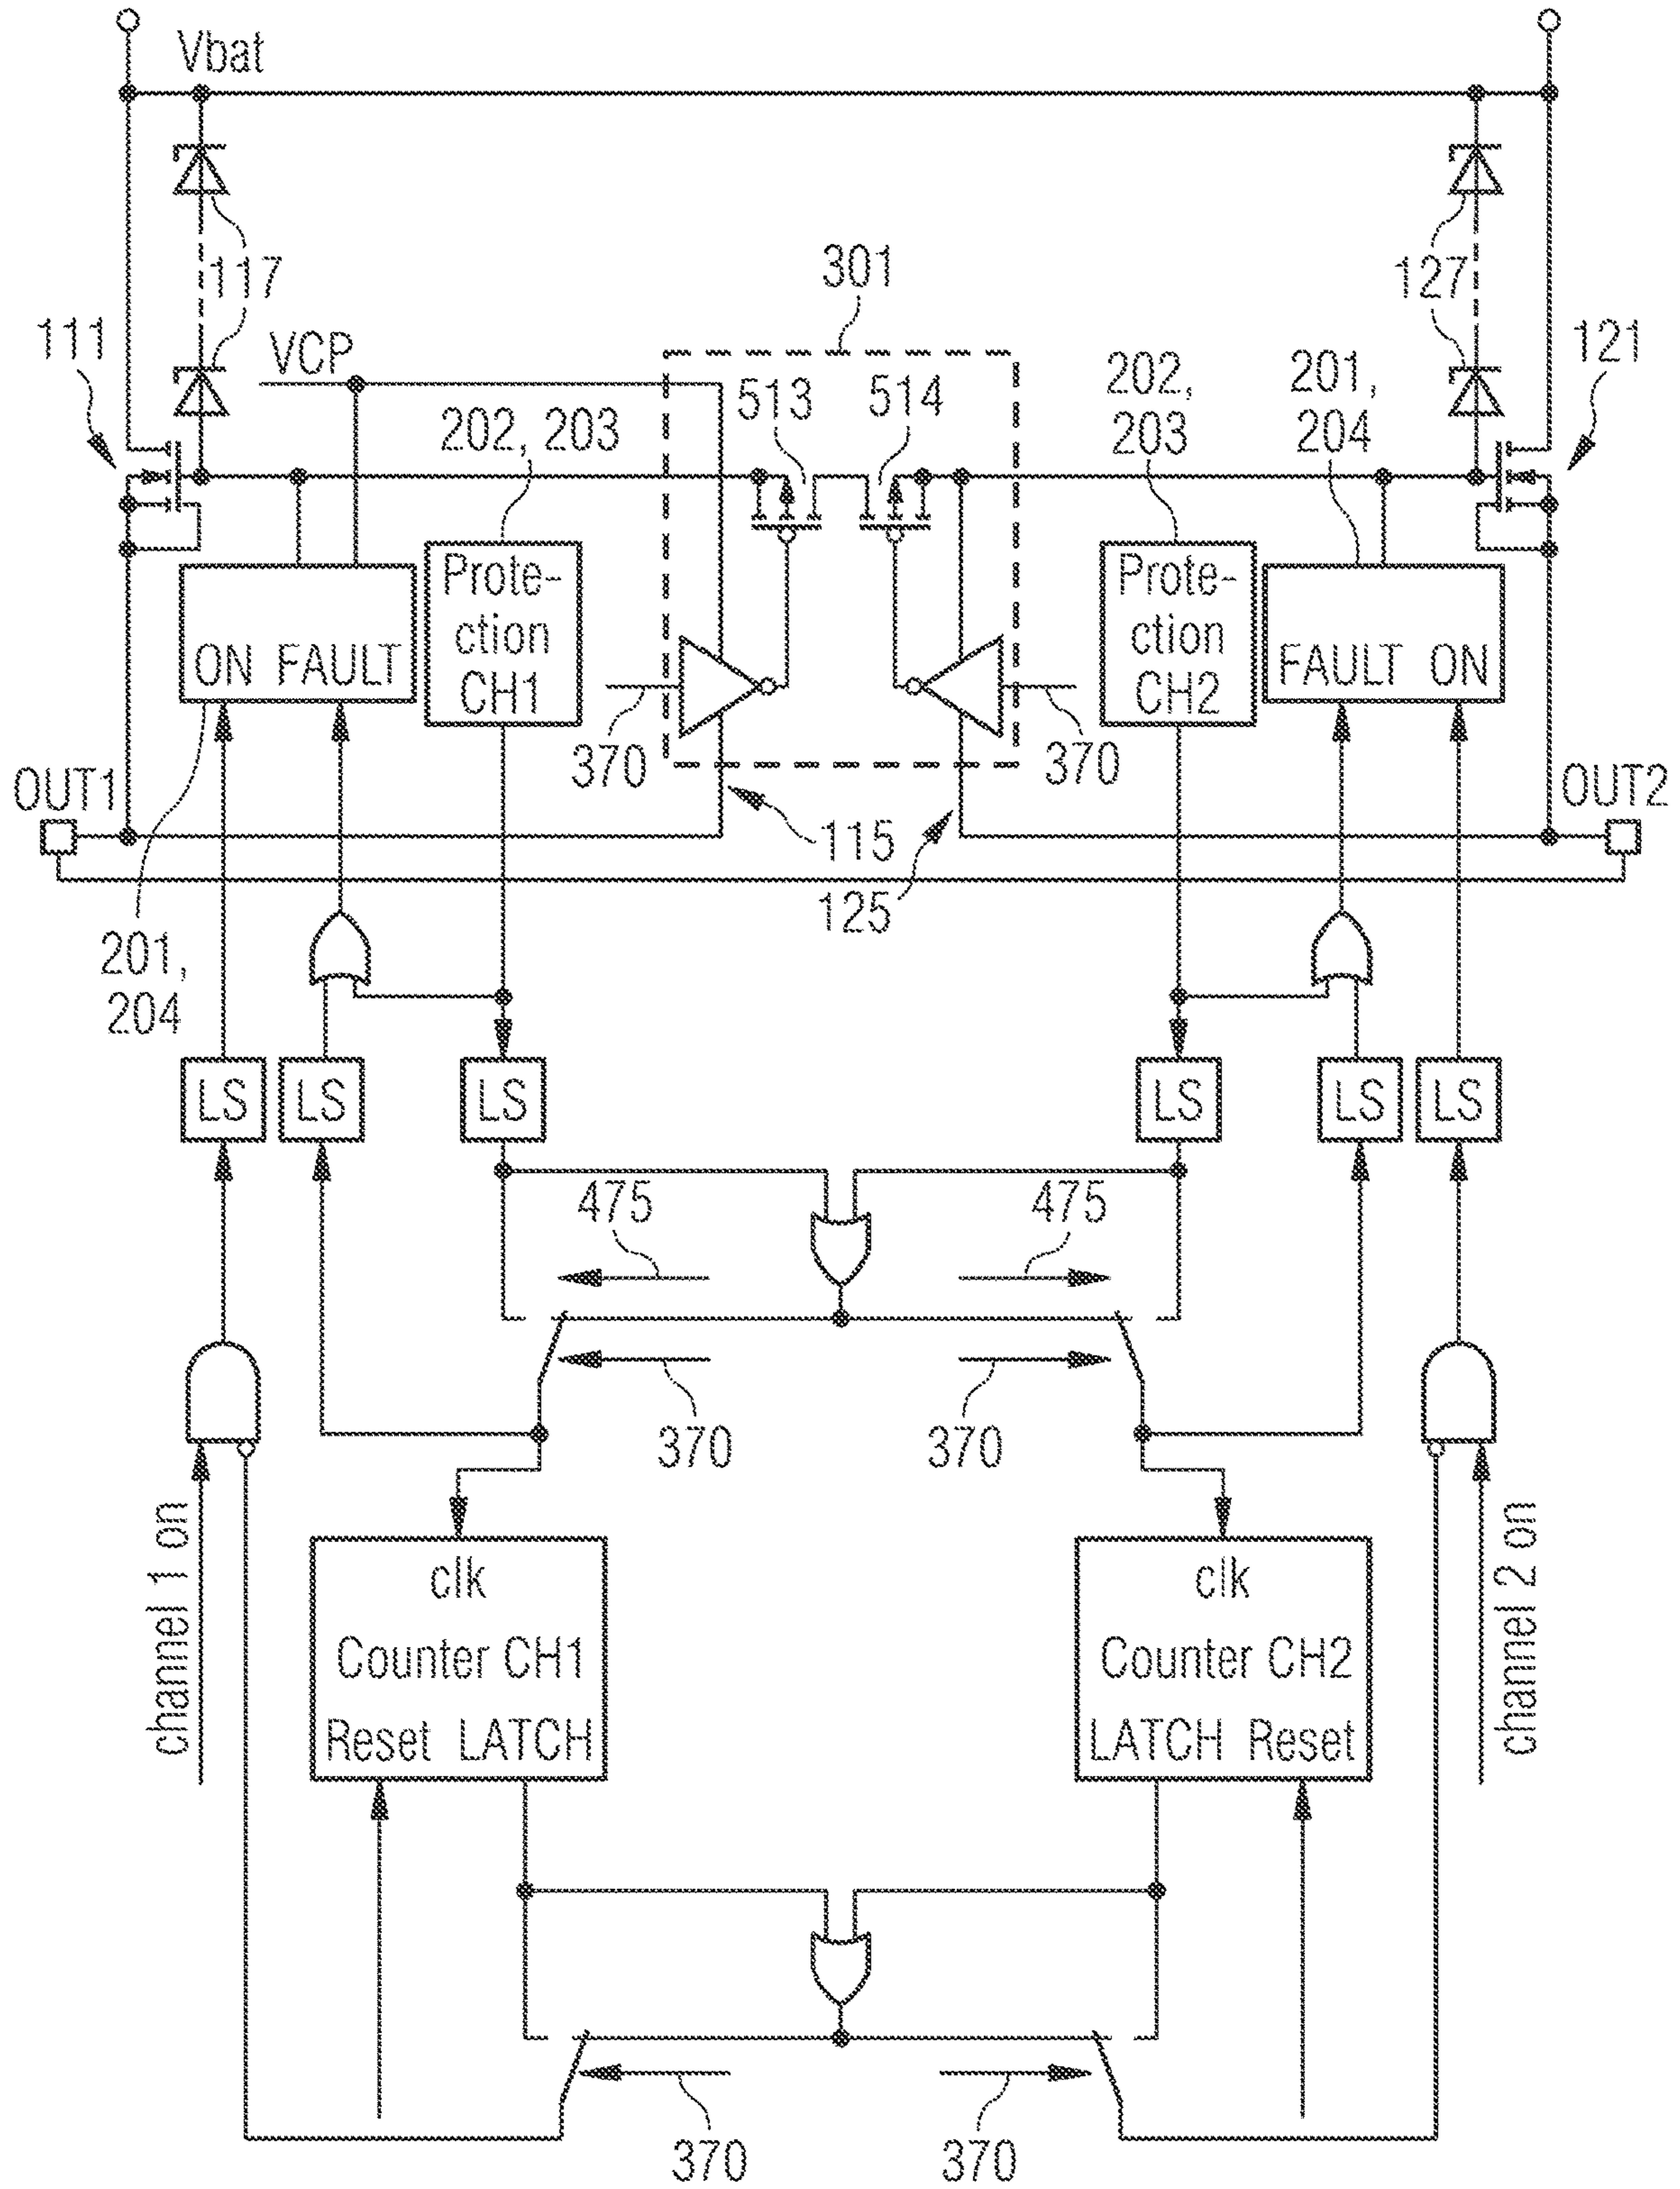 Vbat
117
127
301
111
121
VCP
202, 203
513
514
202,
203
201,
204
Prote-
ction
CH1
Prote-
ction
CH2
ON FAULT
FAULT ON
370
370
OUT1
OUT2
115
125
201,
204
LS
LS
LS
LS
LS
LS
475
475
370
370
channel 1 on
channel 2 on
clk
Counter CH1
Reset LATCH
clk
Counter CH2
LATCH Reset
370
370